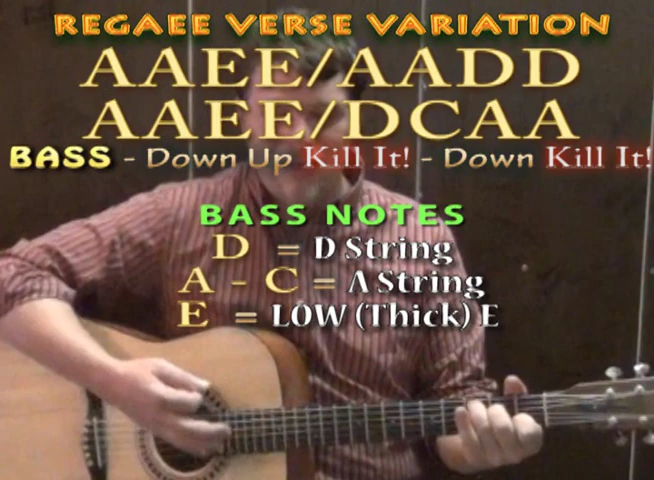 REGAEE VERSE VARIATION
AAEE/AADD
AAEE/DCAA
BASS - Down Up Kill It! - Down Kill It!
BASS NOTES
D = D String
A - C = A String
E = LOW (Thick) E